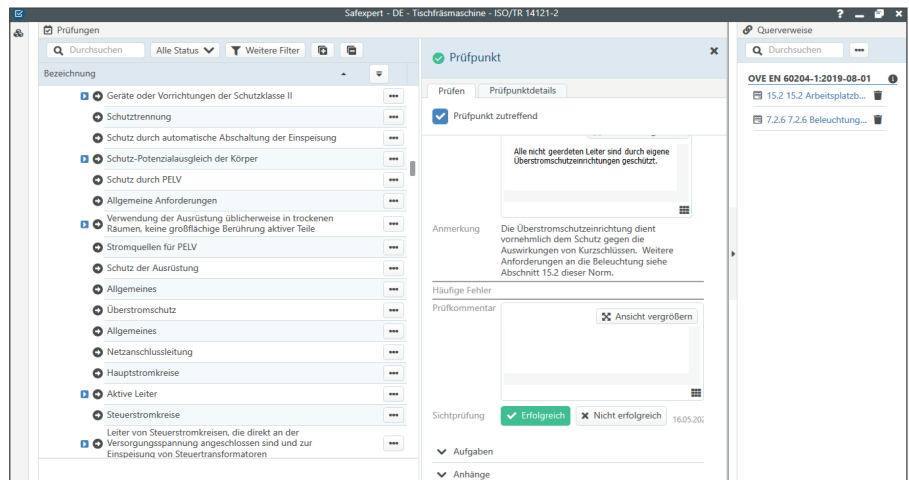 Safexpert - DE - Tischfräsmaschine - ISO/TR 14121-2
Prüfungen
Durchsuchen
Alle Status
Weitere Filter
Bezeichnung
Geräte oder Vorrichtungen der Schutzklasse II
Schutztrennung
Schutz durch automatische Abschaltung der Einspeisung
Schutz-Potenzialausgleich der Körper
Schutz durch PELV
Allgemeine Anforderungen
Verwendung der Ausrüstung üblicherweise in trockenen
Räumen, keine großflächige Berührung aktiver Teile
Stromquellen für PELV
Schutz der Ausrüstung
Allgemeines
Überstromschutz
Allgemeines
Netzanschlussleitung
Hauptstromkreise
Aktive Leiter
Steuerstromkreise
Leiter von Steuerstromkreisen, die direkt an der
Versorgungsspannung angeschlossen sind und zur
Einspeisung von Steuertransformatoren
Prüfpunkt
Prüfen
Prüfpunktdetails
Prüfpunkt zutreffend
Alle nicht geerdeten Leiter sind durch eigene
Überstromschutzeinrichtungen geschützt.
Anmerkung
Die Überstromschutzeinrichtung dient
vornehmlich dem Schutz gegen die
Auswirkungen von Kurzschlüssen. Weitere
Anforderungen an die Beleuchtung siehe
Abschnitt 15.2 dieser Norm.
Häufige Fehler
Prüfkommentar
Ansicht vergrößern
Sichtprüfung
Erfolgreich
Nicht erfolgreich
16.05.202
Aufgaben
Anhänge
Querverweise
Durchsuchen
OVE EN 60204-1:2019-08-01
15.2 15.2 Arbeitsplatzb...
7.2.6 7.2.6 Beleuchtung...